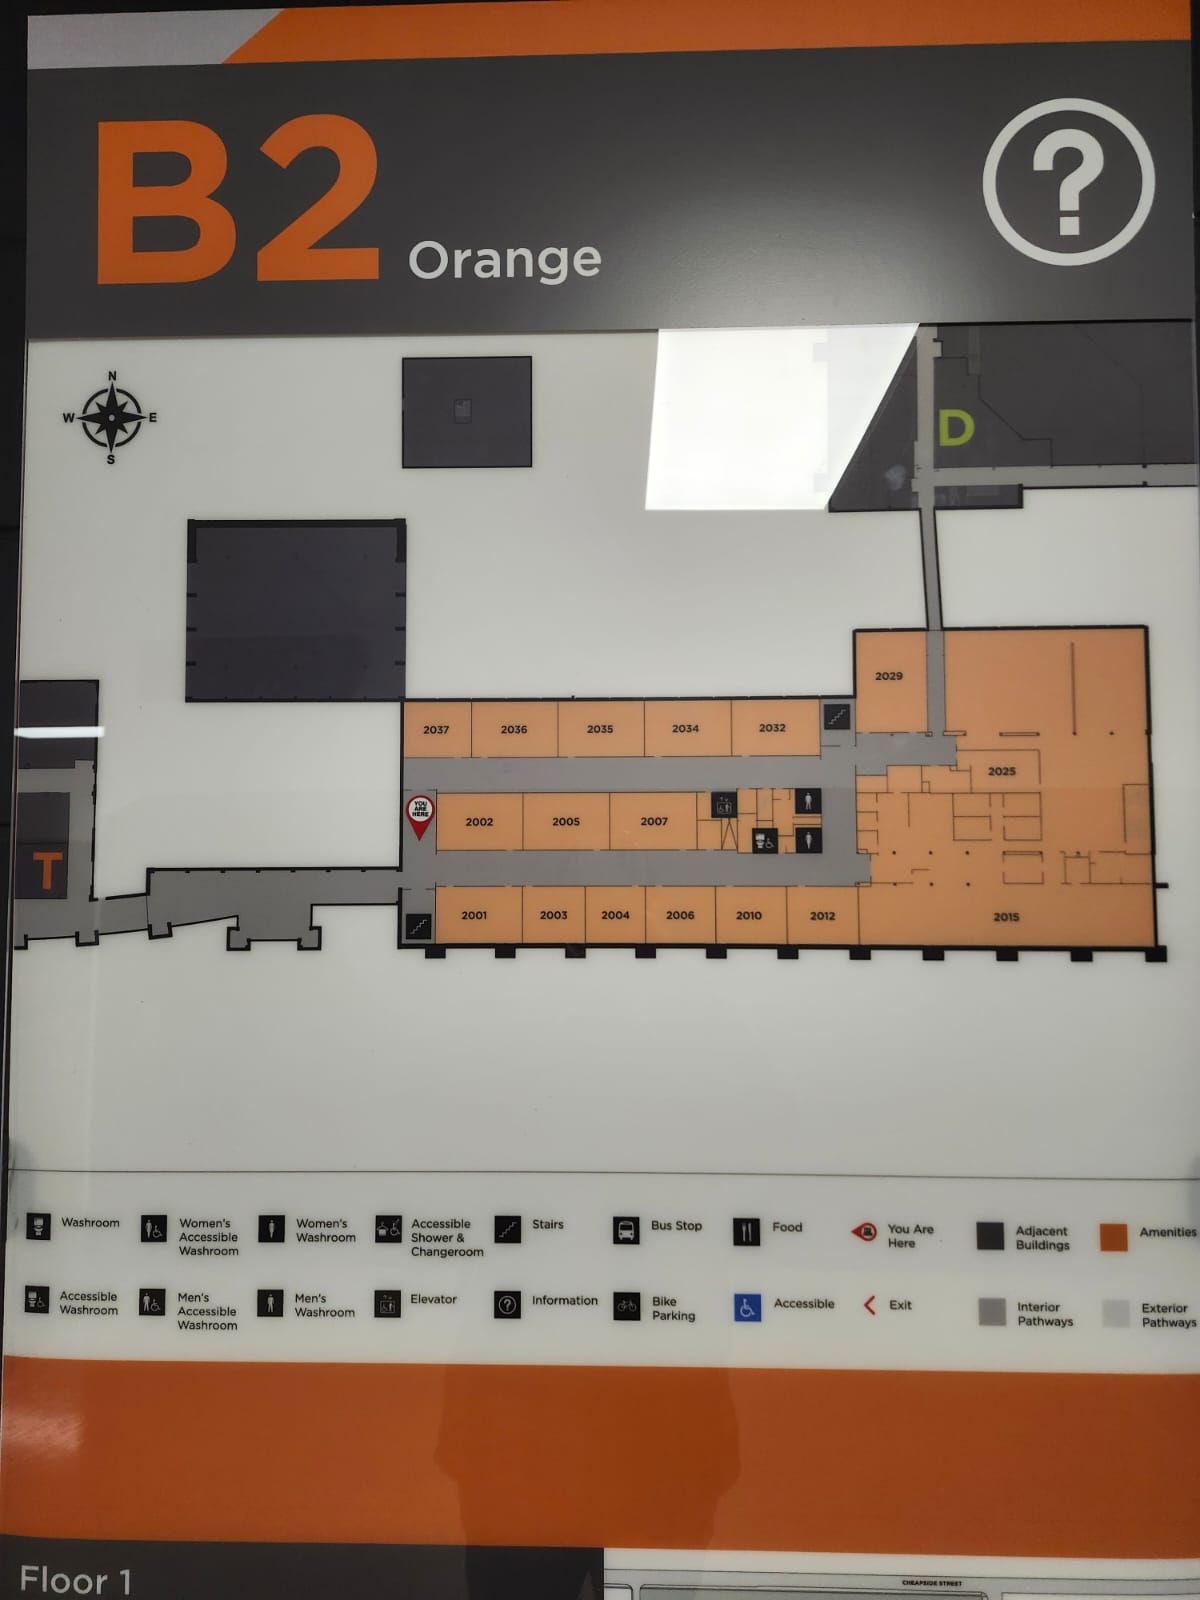 B2 Orange
?
N
W E
S
D
2029
2037 2036 2035 2034 2032
2025
YOU
ARE
HERE
2002 2005 2007
T
2001 2003 2004 2006 2010 2012 2015
Washroom
Women's
Accessible
Washroom
Women's
Washroom
Accessible
Shower &
Changeroom
Stairs
Bus Stop
Food
You Are
Here
Adjacent
Buildings
Amenities
Accessible
Washroom
Men's
Accessible
Washroom
Men's
Washroom
Elevator
?
Information
Bike
Parking
Accessible
Exit
Interior
Pathways
Exterior
Pathways
Floor 1
CHEAPSIDE STREET